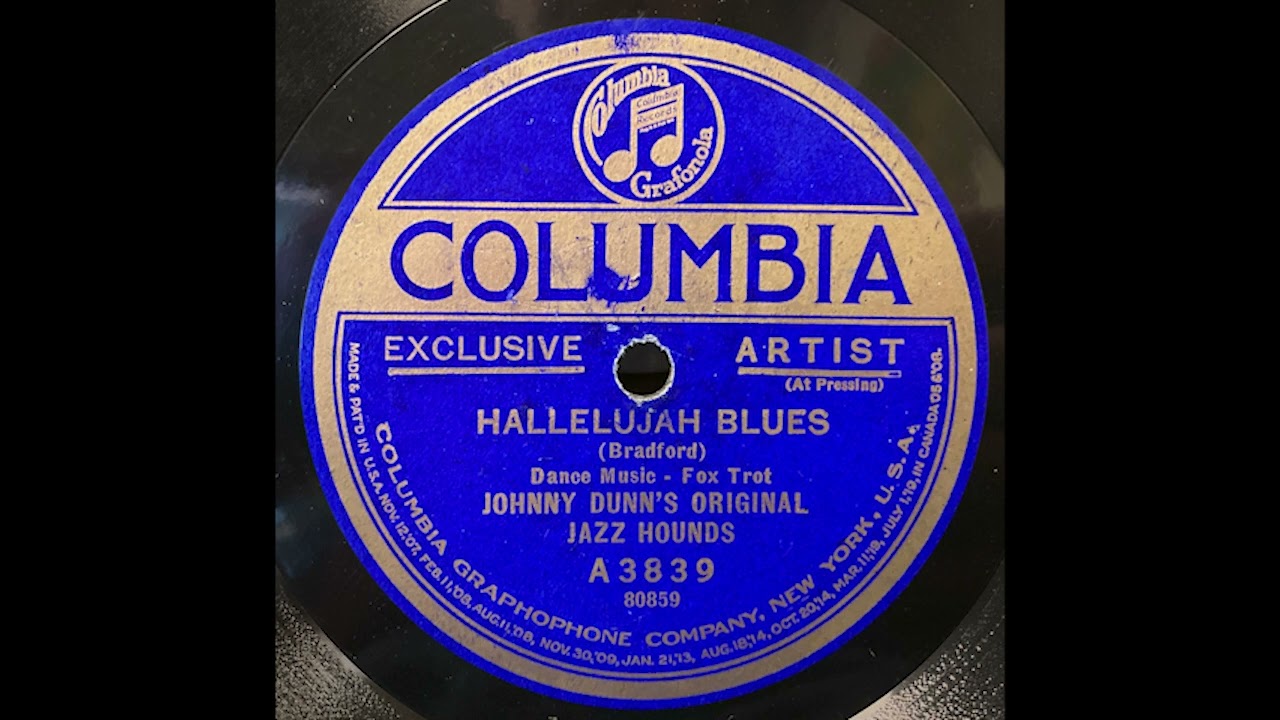 Columbia
Columbia
Records
Grafonola
COLUMBIA
EXCLUSIVE ARTIST
(At Pressing)
HALLELUJAH BLUES
(Bradford)
Dance Music - Fox Trot
JOHNNY DUNN'S ORIGINAL
JAZZ HOUNDS
A3839
80859
COLUMBIA GRAPHOPHONE COMPANY, NEW YORK, U.S.A.
MADE & PAT'D IN U.S.A. NOV. 12,'07, FEB. 11,'08, AUG. 11,'08, NOV. 30,'09, JAN. 21,'13, AUG. 18,'14, OCT. 20,'14, MAR. 11,'19, JULY 1,'19, IN CANADA '05 & '08.